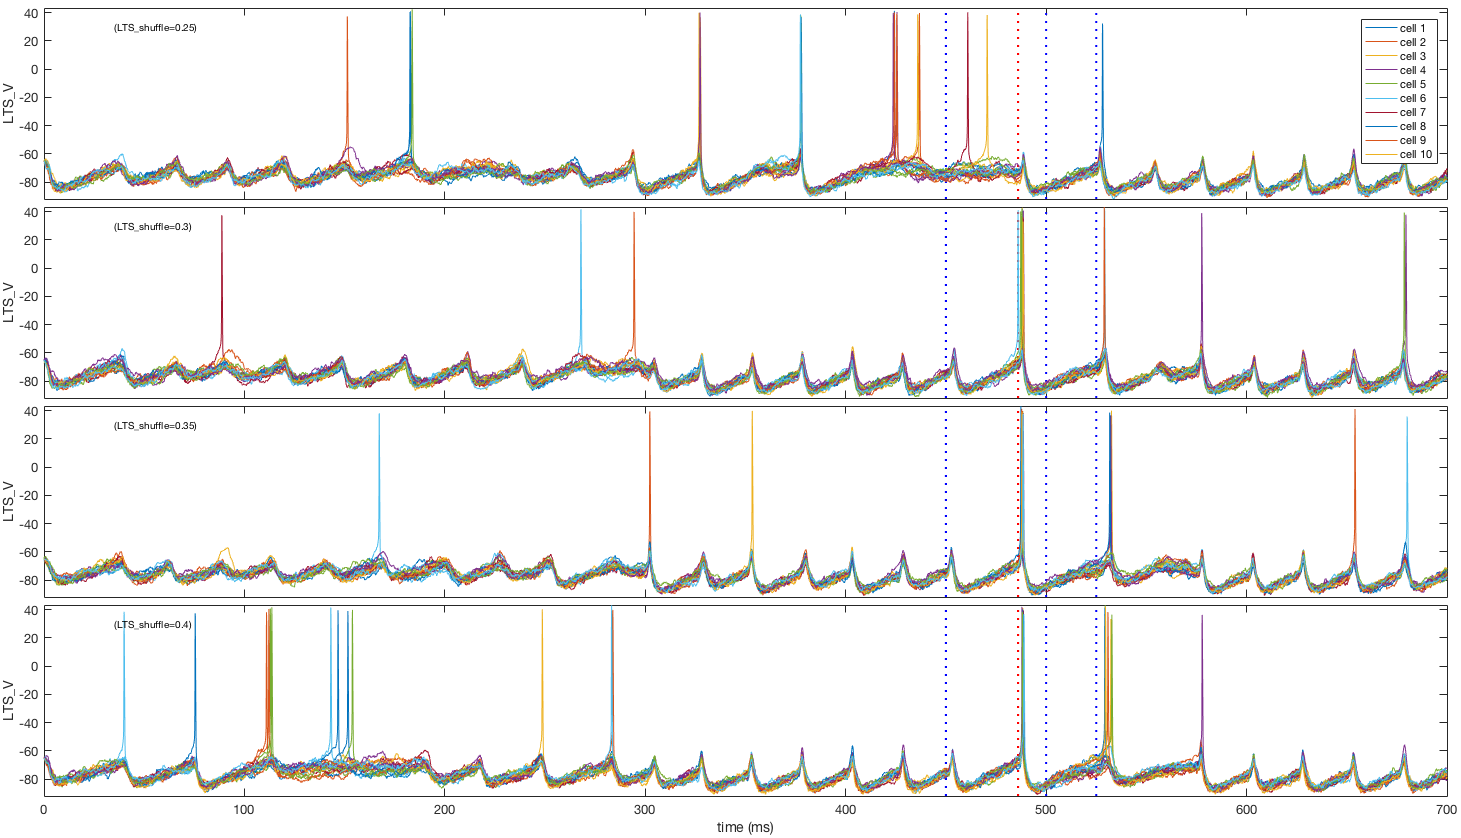 40
20
0
-20
-40
-60
-80
LTS_V
(LTS_shuffle=0.25)
cell 1
cell 2
cell 3
cell 4
cell 5
cell 6
cell 7
cell 8
cell 9
cell 10
40
20
0
-20
-40
-60
-80
LTS_V
(LTS_shuffle=0.3)
40
20
0
-20
-40
-60
-80
LTS_V
(LTS_shuffle=0.35)
40
20
0
-20
-40
-60
-80
LTS_V
(LTS_shuffle=0.4)
0 100 200 300 400 500 600 700
time (ms)